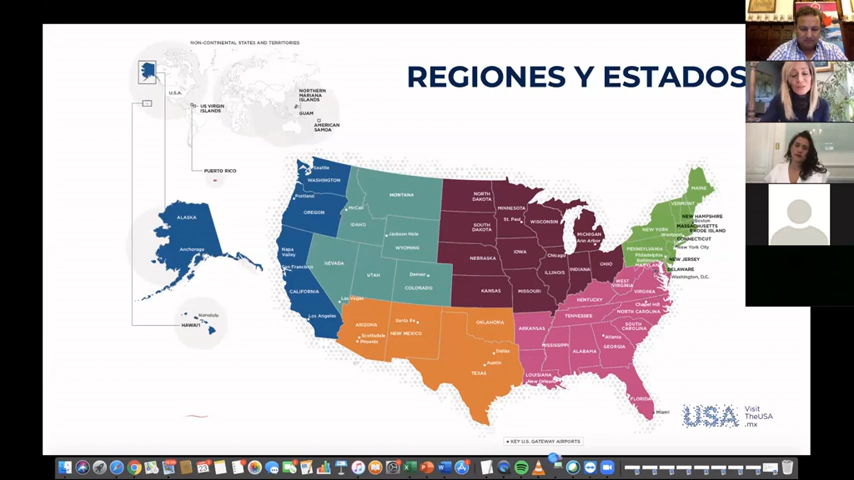 NON-CONTINENTAL STATES AND TERRITORIES
REGIONES Y ESTADOS
U.S.A.
US VIRGIN
ISLANDS
NORTHERN
MARIANA
ISLANDS
GUAM
AMERICAN
SAMOA
PUERTO RICO
ALASKA
Anchorage
Honolulu
HAWAI'I
Seattle
WASHINGTON
Portland
OREGON
Napa
Valley
San Francisco
CALIFORNIA
Los Angeles
MONTANA
McCall
IDAHO
Jackson Hole
WYOMING
NEVADA
UTAH
Denver
COLORADO
Las Vegas
ARIZONA
Scottsdale
Phoenix
Santa Fe
NEW MEXICO
OKLAHOMA
Dallas
Austin
TEXAS
NORTH
DAKOTA
SOUTH
DAKOTA
NEBRASKA
KANSAS
MINNESOTA
St. Paul
IOWA
MISSOURI
WISCONSIN
Chicago
ILLINOIS
MICHIGAN
Ann Arbor
INDIANA
OHIO
MAINE
VERMONT
NEW HAMPSHIRE
Boston
MASSACHUSETTS
RHODE ISLAND
CONNECTICUT
NEW YORK
New York City
PENNSYLVANIA
Philadelphia
NEW JERSEY
Baltimore
MARYLAND
DELAWARE
Washington, D.C.
WEST
VIRGINIA
VIRGINIA
KENTUCKY
Chapel Hill
NORTH CAROLINA
TENNESSEE
SOUTH
CAROLINA
ARKANSAS
Atlanta
GEORGIA
MISSISSIPPI
ALABAMA
LOUISIANA
New Orleans
FLORIDA
Miami
USA
Visit
TheUSA
.mx
KEY U.S. GATEWAY AIRPORTS